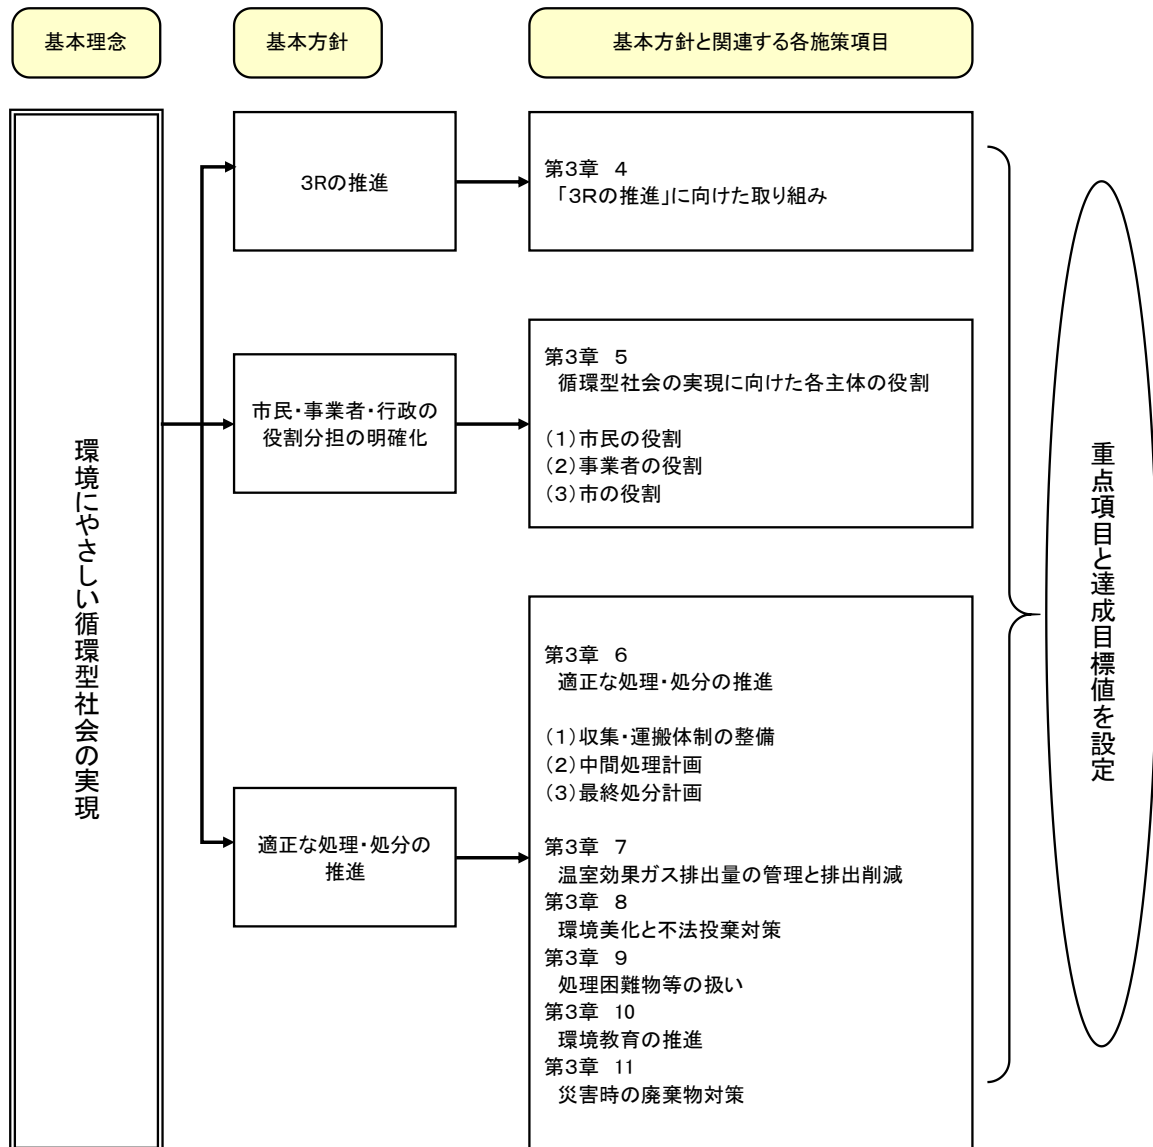 基本理念
基本方針
基本方針と関連する各施策項目
環境にやさしい循環型社会の実現
3Rの推進
第3章 4
「3Rの推進」に向けた取り組み
市民・事業者・行政の
役割分担の明確化
第3章 5
循環型社会の実現に向けた各主体の役割
(1)市民の役割
(2)事業者の役割
(3)市の役割
適正な処理・処分の
推進
第3章 6
適正な処理・処分の推進
(1)収集・運搬体制の整備
(2)中間処理計画
(3)最終処分計画
第3章 7
温室効果ガス排出量の管理と排出削減
第3章 8
環境美化と不法投棄対策
第3章 9
処理困難物等の扱い
第3章 10
環境教育の推進
第3章 11
災害時の廃棄物対策
重点項目と達成目標値を設定